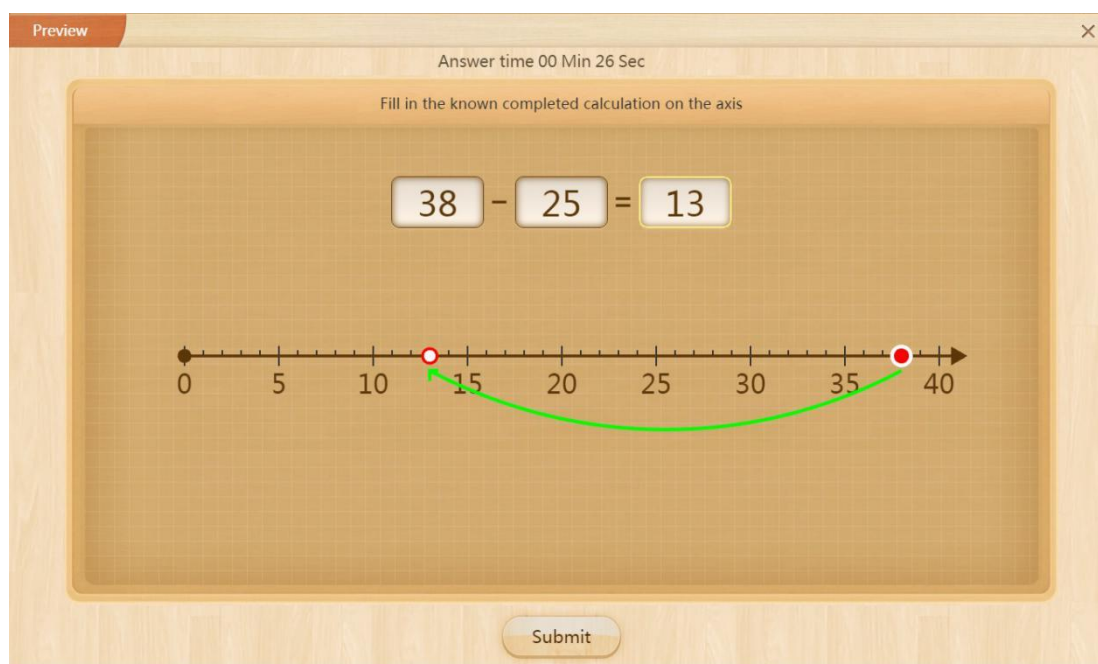 Preview
Answer time 00 Min 26 Sec
Fill in the known completed calculation on the axis
38 - 25 = 13
0 5 10 15 20 25 30 35 40
Submit